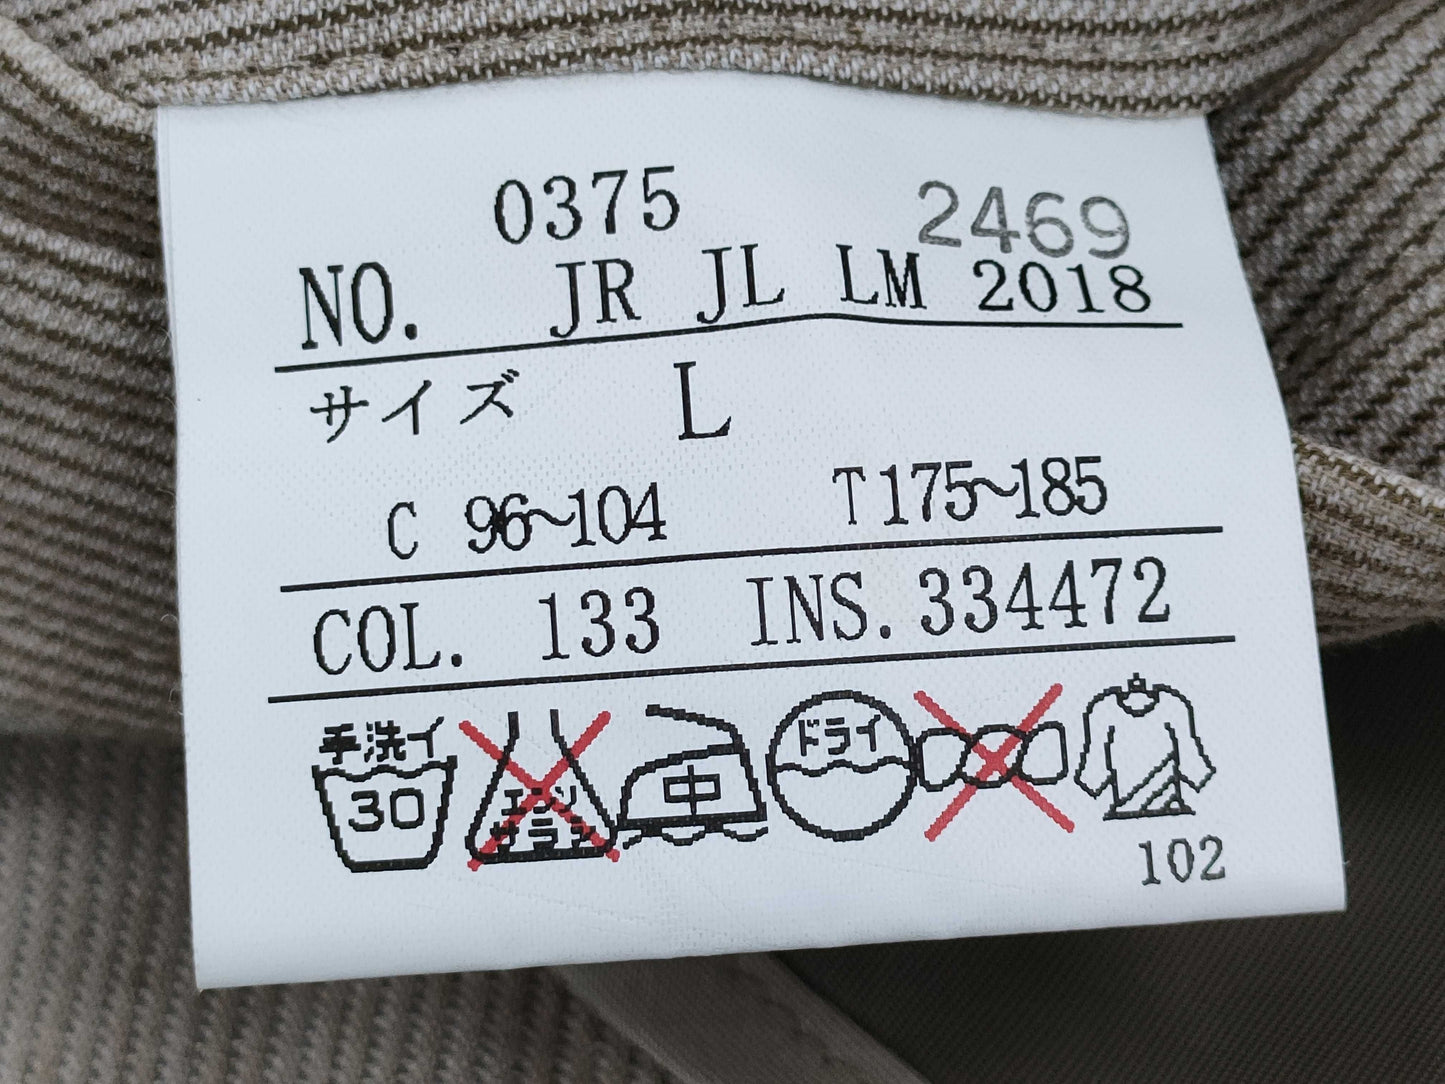 0375 2469
NO. JR JL LM 2018
サイズ L
C 96~104 T175~185
COL. 133 INS. 334472
手洗イ
30
エンソ
サラシ
中
ドライ
102